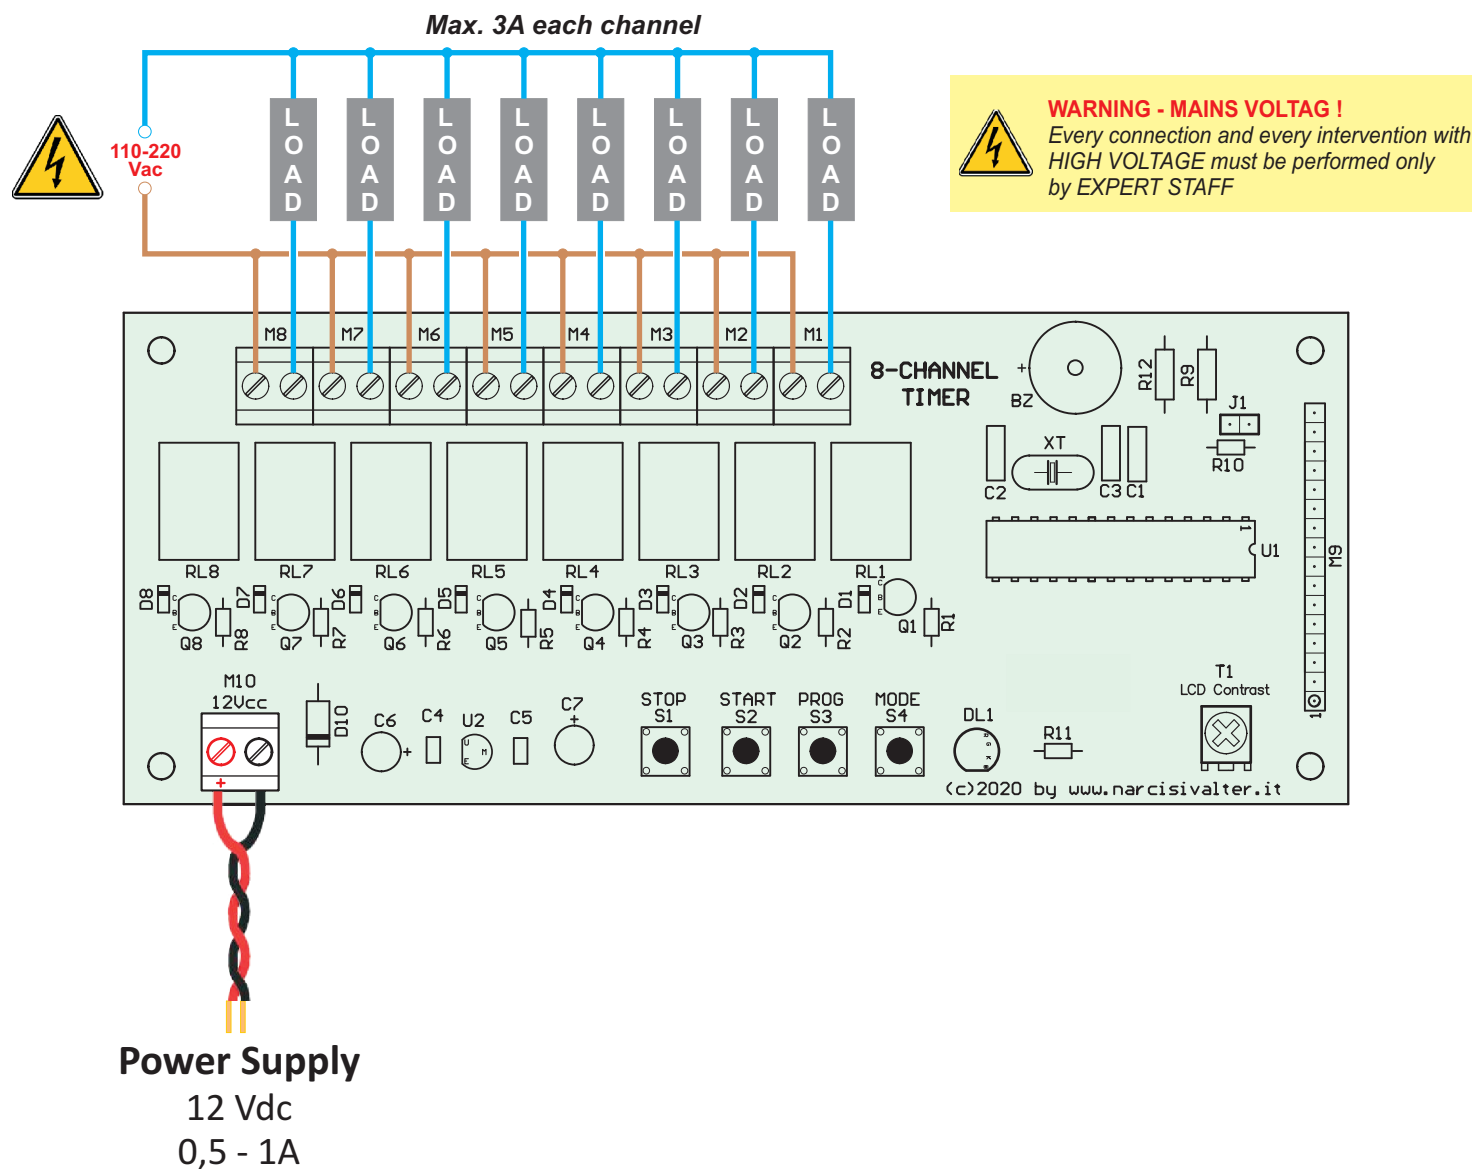 Max. 3A each channel
LOAD LOAD LOAD LOAD LOAD LOAD LOAD LOAD
110-220
Vac
WARNING - MAINS VOLTAG !
Every connection and every intervention with
HIGH VOLTAGE must be performed only
by EXPERT STAFF
M8 M7 M6 M5 M4 M3 M2 M1
8-CHANNEL
TIMER
+
BZ
R12
R9
J1
R10
XT
C2
C3
C1
1
U1
M9
1
RL8 RL7 RL6 RL5 RL4 RL3 RL2 RL1
D8 D7 D6 D5 D4 D3 D2 D1
C C C C C C C C
B B B B B B B B
E E E E E E E E
Q8 Q7 Q6 Q5 Q4 Q3 Q2 Q1
R8 R7 R6 R5 R4 R3 R2 R1
M10
12Vcc
+
D10
C6
+
C4
U2
U
M
E
C5
C7
+
STOP
S1
START
S2
PROG
S3
MODE
S4
DL1
R11
T1
LCD Contrast
(c)2020 by www.narcisivalter.it
Power Supply
12 Vdc
0,5 - 1A